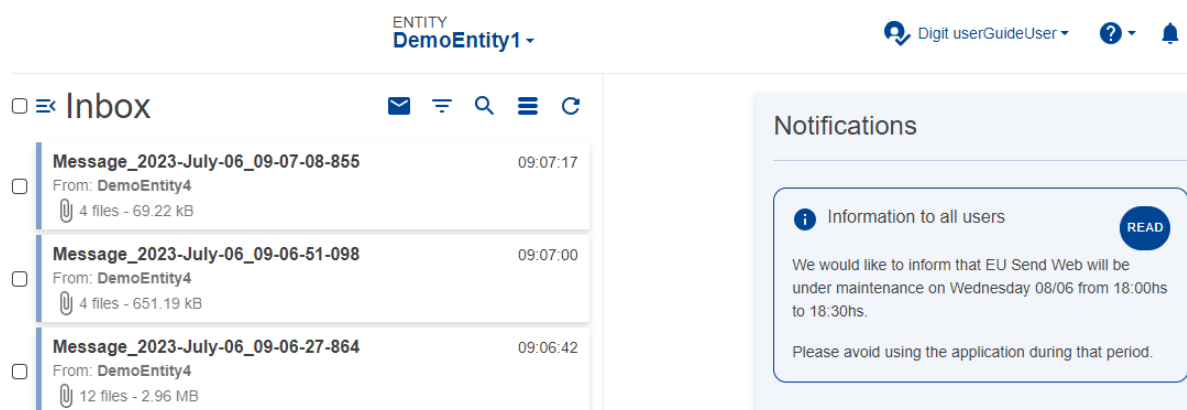 ENTITY
DemoEntity1
Digit userGuideUser
Inbox
Message_2023-July-06_09-07-08-855
09:07:17
From: DemoEntity4
4 files - 69.22 kB
Message_2023-July-06_09-06-51-098
09:07:00
From: DemoEntity4
4 files - 651.19 kB
Message_2023-July-06_09-06-27-864
09:06:42
From: DemoEntity4
12 files - 2.96 MB
Notifications
Information to all users
READ
We would like to inform that EU Send Web will be
under maintenance on Wednesday 08/06 from 18:00hs
to 18:30hs.
Please avoid using the application during that period.